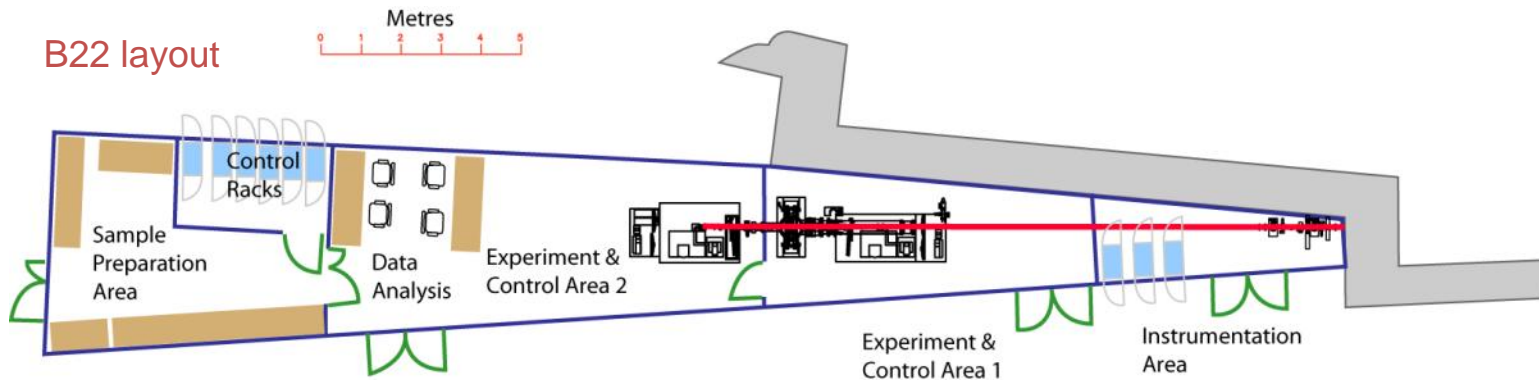 Metres
0 1 2 3 4 5
B22 layout
Control
Racks
Sample
Preparation
Area
Data
Analysis
Experiment &
Control Area 2
Experiment &
Control Area 1
Instrumentation
Area